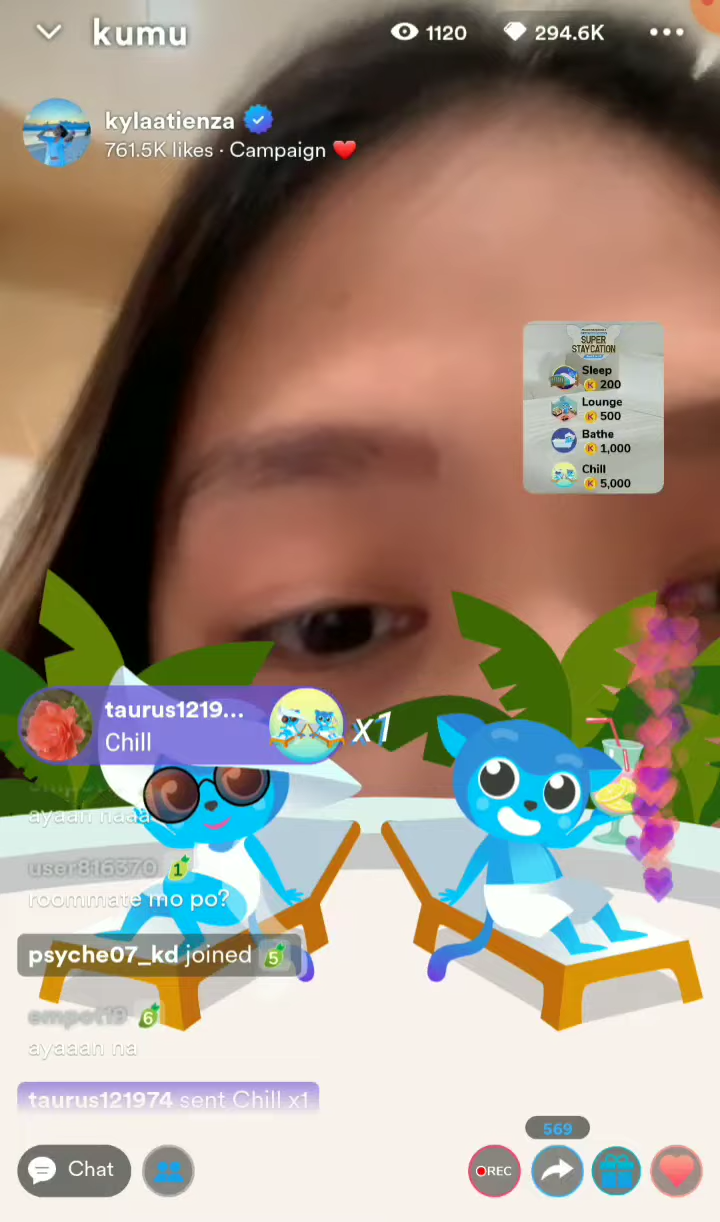 kumu
1120
294.6K
kylaatienza
761.5K likes · Campaign ❤️
SUPER
STAYCATION
Sleep
K 200
Lounge
K 500
Bathe
K 1,000
Chill
K 5,000
taurus1219...
Chill
x1
ayaan naaa
user816370 1
roommate mo po?
psyche07_kd joined 5
empot19 6
ayaaan na
taurus121974 sent Chill x1
569
Chat
REC